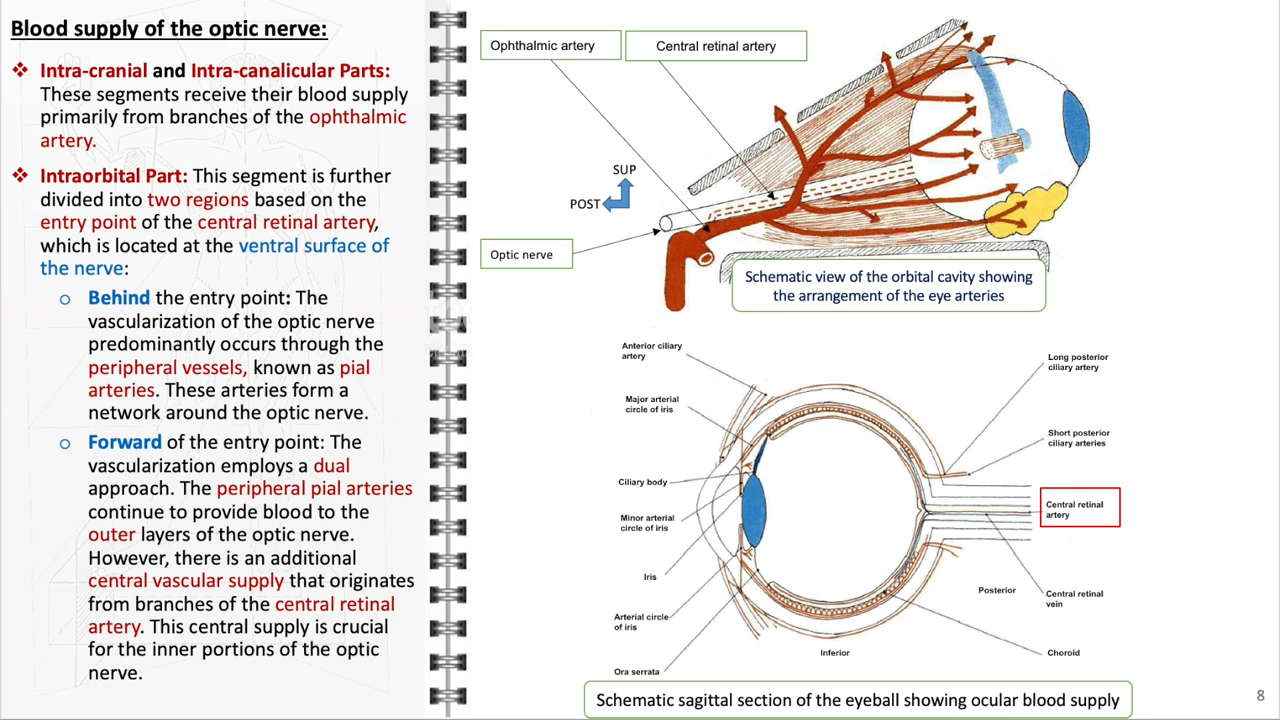 Blood supply of the optic nerve:
❖ Intra-cranial and Intra-canalicular Parts:
These segments receive their blood supply
primarily from branches of the ophthalmic
artery.
❖ Intraorbital Part: This segment is further
divided into two regions based on the
entry point of the central retinal artery,
which is located at the ventral surface of
the nerve:
o Behind the entry point: The
vascularization of the optic nerve
predominantly occurs through the
peripheral vessels, known as pial
arteries. These arteries form a
network around the optic nerve.
o Forward of the entry point: The
vascularization employs a dual
approach. The peripheral pial arteries
continue to provide blood to the
outer layers of the optic nerve.
However, there is an additional
central vascular supply that originates
from branches of the central retinal
artery. This central supply is crucial
for the inner portions of the optic
nerve.
Ophthalmic artery
Central retinal artery
SUP
POST
Optic nerve
Schematic view of the orbital cavity showing
the arrangement of the eye arteries
Anterior ciliary
artery
Major arterial
circle of iris
Ciliary body
Minor arterial
circle of iris
Iris
Arterial circle
of iris
Ora serrata
Long posterior
ciliary artery
Short posterior
ciliary arteries
Central retinal
artery
Posterior
Central retinal
vein
Inferior
Choroid
Schematic sagittal section of the eyeball showing ocular blood supply
8